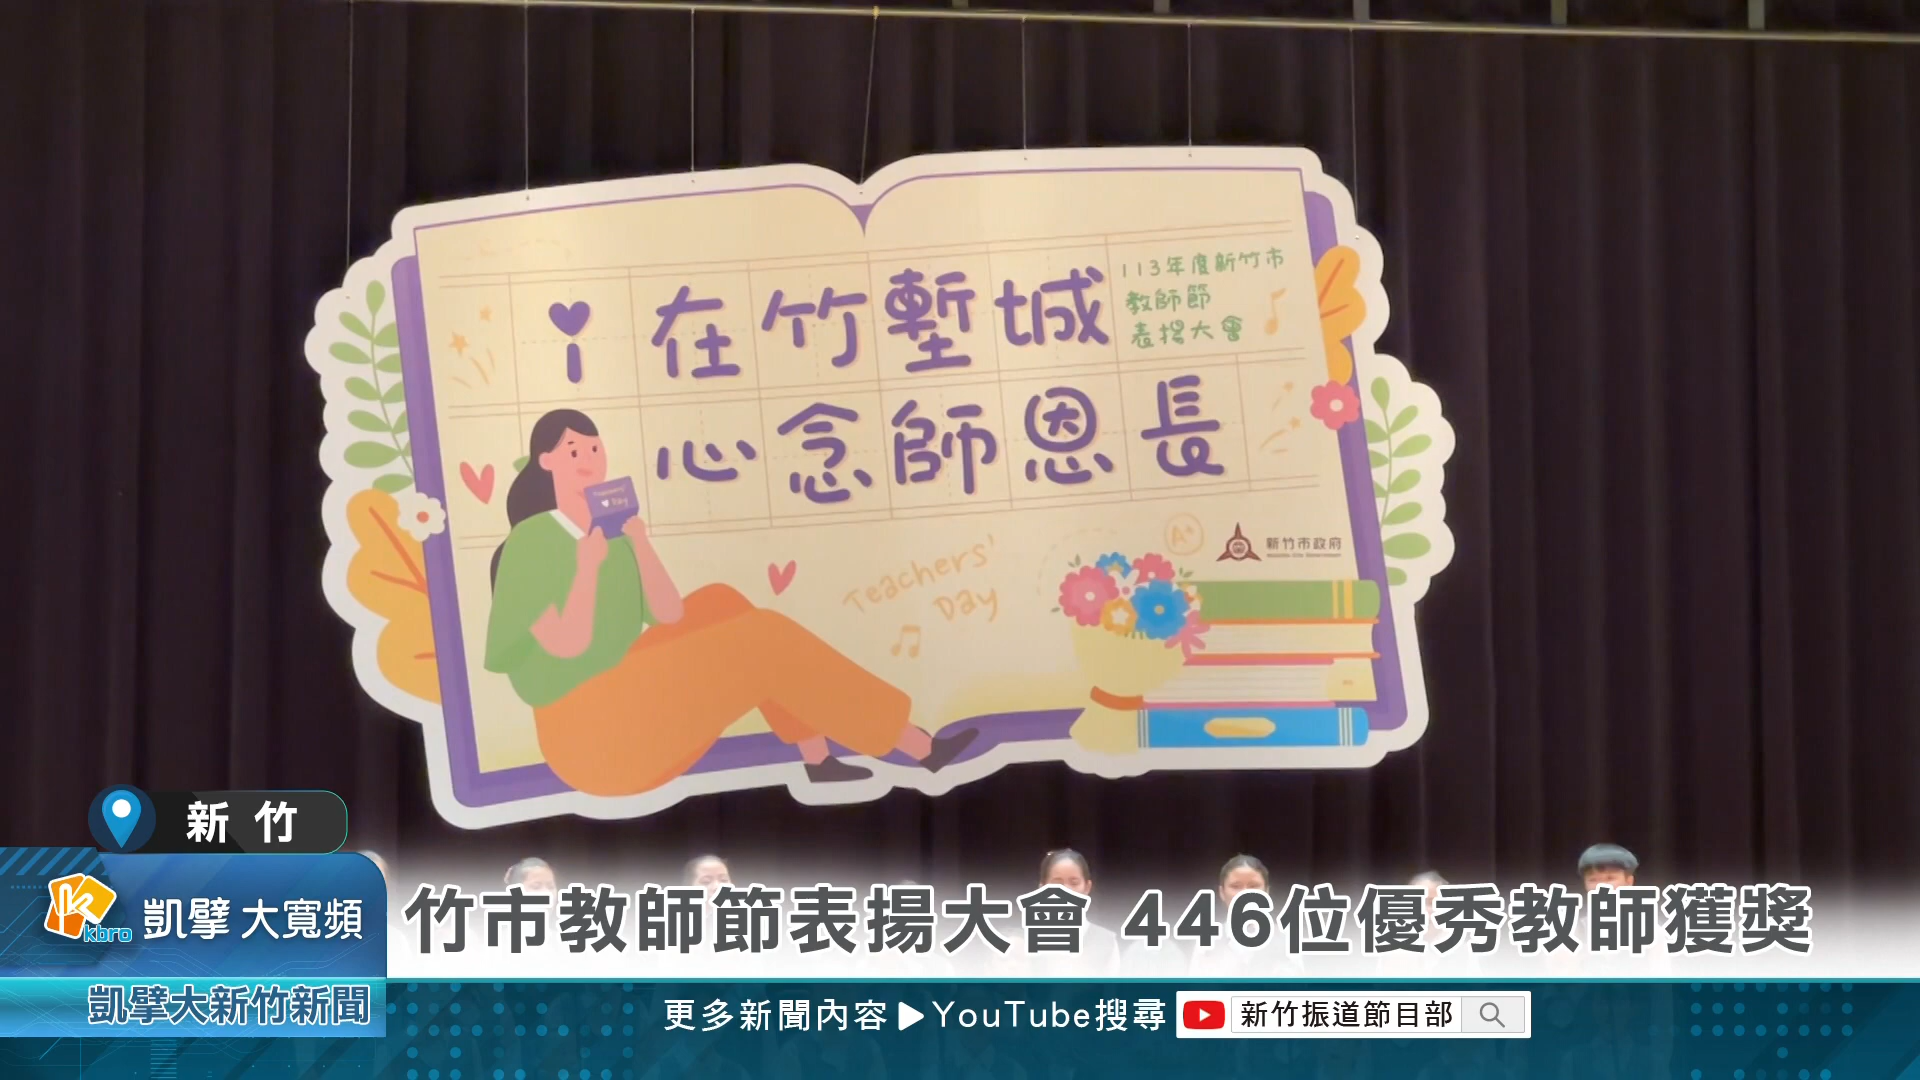 i在竹塹城
113年度新竹市
教師節
表揚大會
心念師恩長
Teachers'
Day
A+
新竹市政府
新竹
kbro 凱擘大寬頻
竹市教師節表揚大會 446位優秀教師獲獎
凱擘大新竹新聞
更多新聞內容▶YouTube搜尋 新竹振道節目部